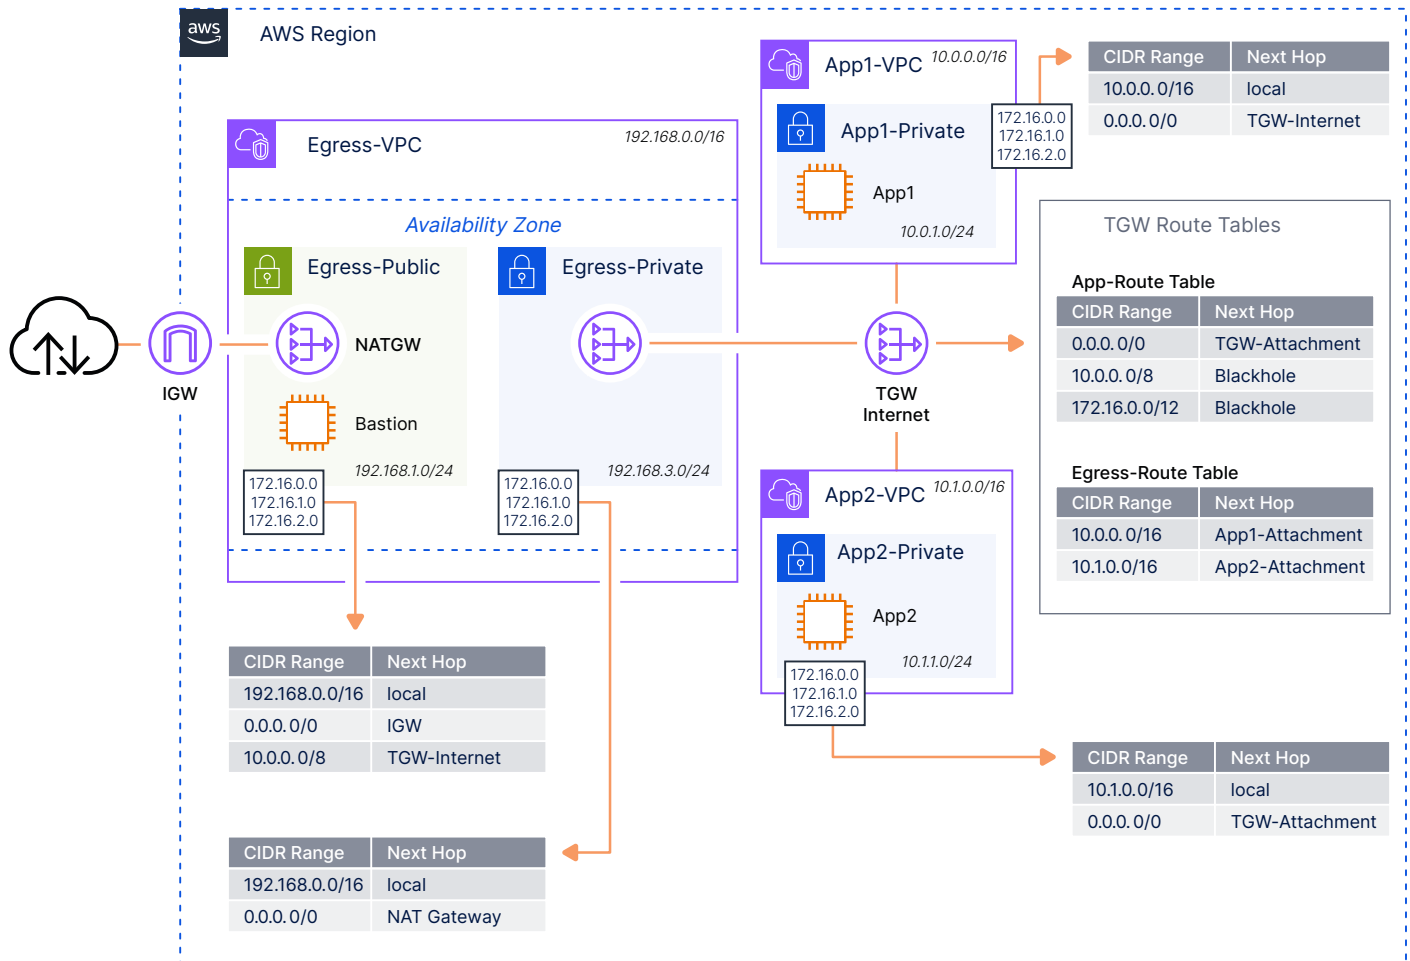 aws
AWS Region
App1-VPC 10.0.0.0/16
App1-Private
App1
10.0.1.0/24
172.16.0.0
172.16.1.0
172.16.2.0
CIDR Range Next Hop
10.0.0.0/16 local
0.0.0.0/0 TGW-Internet
Egress-VPC 192.168.0.0/16
Availability Zone
Egress-Public
NATGW
Bastion
192.168.1.0/24
172.16.0.0
172.16.1.0
172.16.2.0
Egress-Private
192.168.3.0/24
172.16.0.0
172.16.1.0
172.16.2.0
IGW
TGW
Internet
TGW Route Tables
App-Route Table
CIDR Range Next Hop
0.0.0.0/0 TGW-Attachment
10.0.0.0/8 Blackhole
172.16.0.0/12 Blackhole
Egress-Route Table
CIDR Range Next Hop
10.0.0.0/16 App1-Attachment
10.1.0.0/16 App2-Attachment
App2-VPC 10.1.0.0/16
App2-Private
App2
10.1.1.0/24
172.16.0.0
172.16.1.0
172.16.2.0
CIDR Range Next Hop
192.168.0.0/16 local
0.0.0.0/0 IGW
10.0.0.0/8 TGW-Internet
CIDR Range Next Hop
10.1.0.0/16 local
0.0.0.0/0 TGW-Attachment
CIDR Range Next Hop
192.168.0.0/16 local
0.0.0.0/0 NAT Gateway